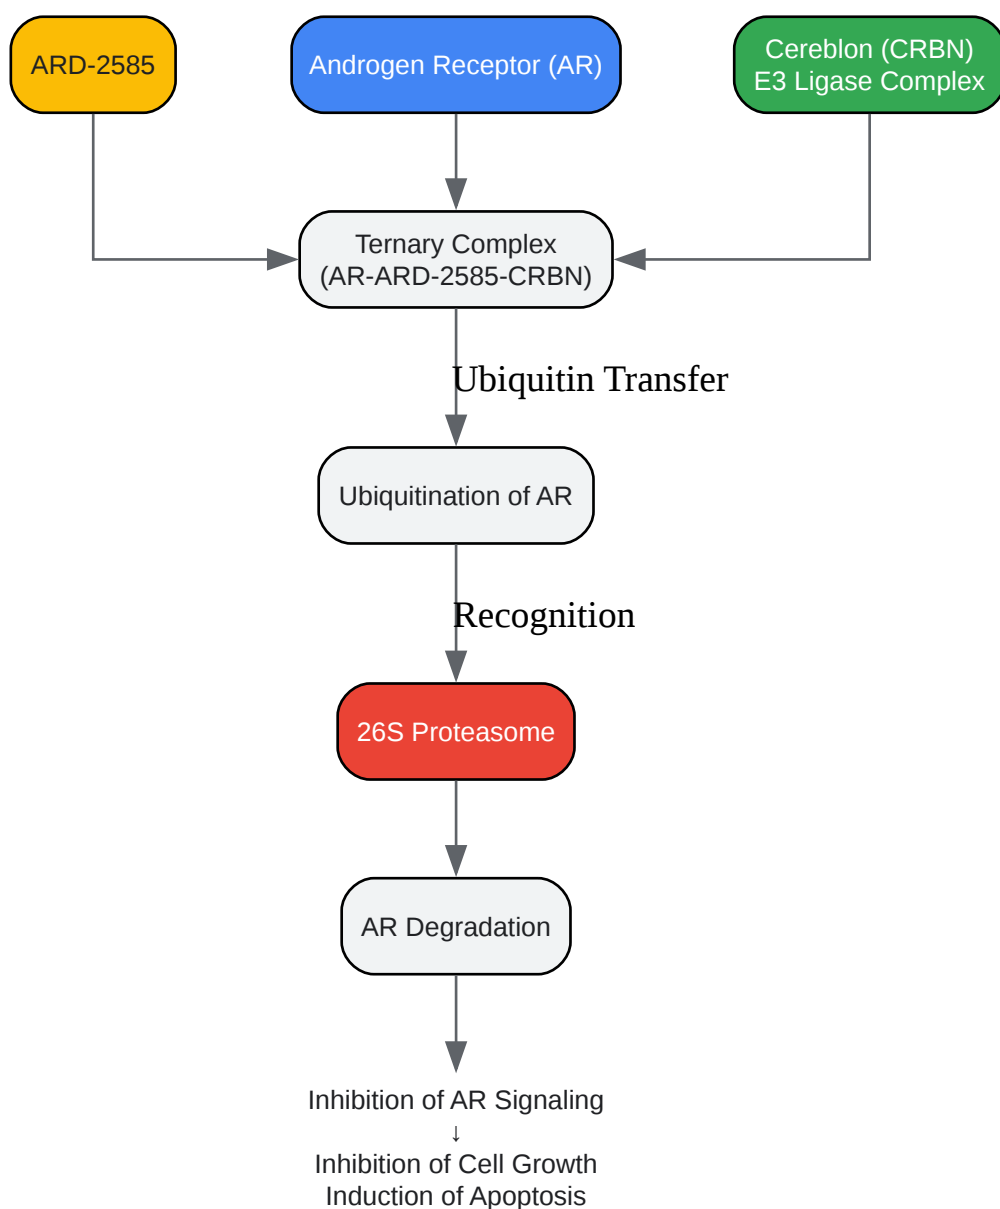 ARD-2585
Androgen Receptor (AR)
Cereblon (CRBN)
E3 Ligase Complex
Ternary Complex
(AR-ARD-2585-CRBN)
Ubiquitin Transfer
Ubiquitination of AR
Recognition
26S Proteasome
AR Degradation
Inhibition of AR Signaling
↓
Inhibition of Cell Growth
Induction of Apoptosis